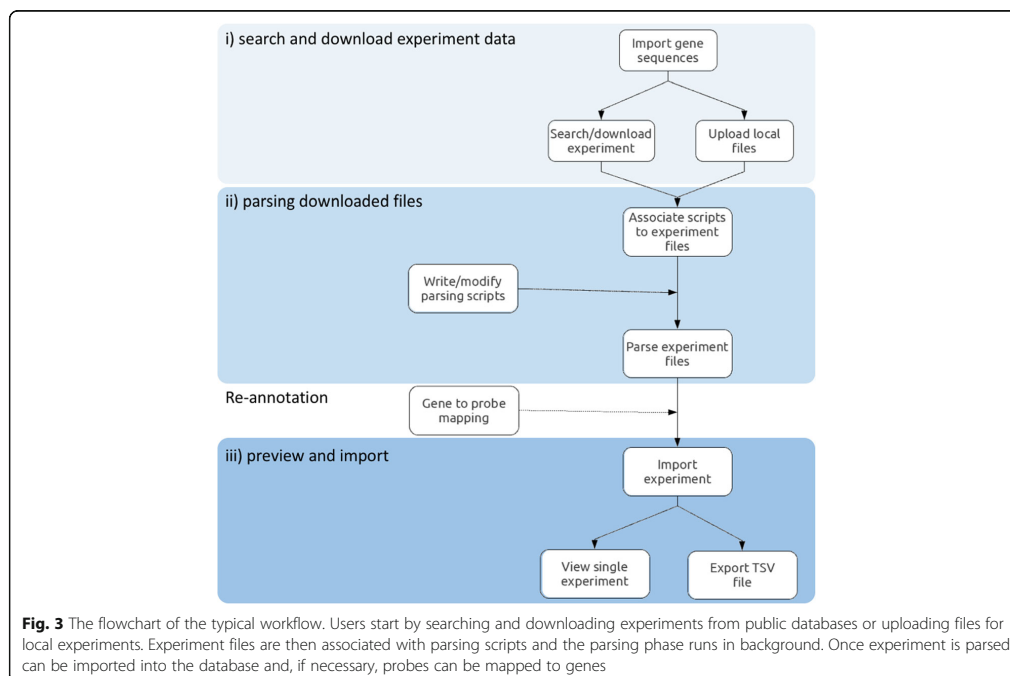 i) search and download experiment data
Import gene
sequences
Search/download
experiment
Upload local
files
ii) parsing downloaded files
Associate scripts
to experiment
files
Write/modify
parsing scripts
Parse experiment
files
Re-annotation
Gene to probe
mapping
iii) preview and import
Import
experiment
View single
experiment
Export TSV
file
Fig. 3 The flowchart of the typical workflow. Users start by searching and downloading experiments from public databases or uploading files for
local experiments. Experiment files are then associated with parsing scripts and the parsing phase runs in background. Once experiment is parsed
can be imported into the database and, if necessary, probes can be mapped to genes